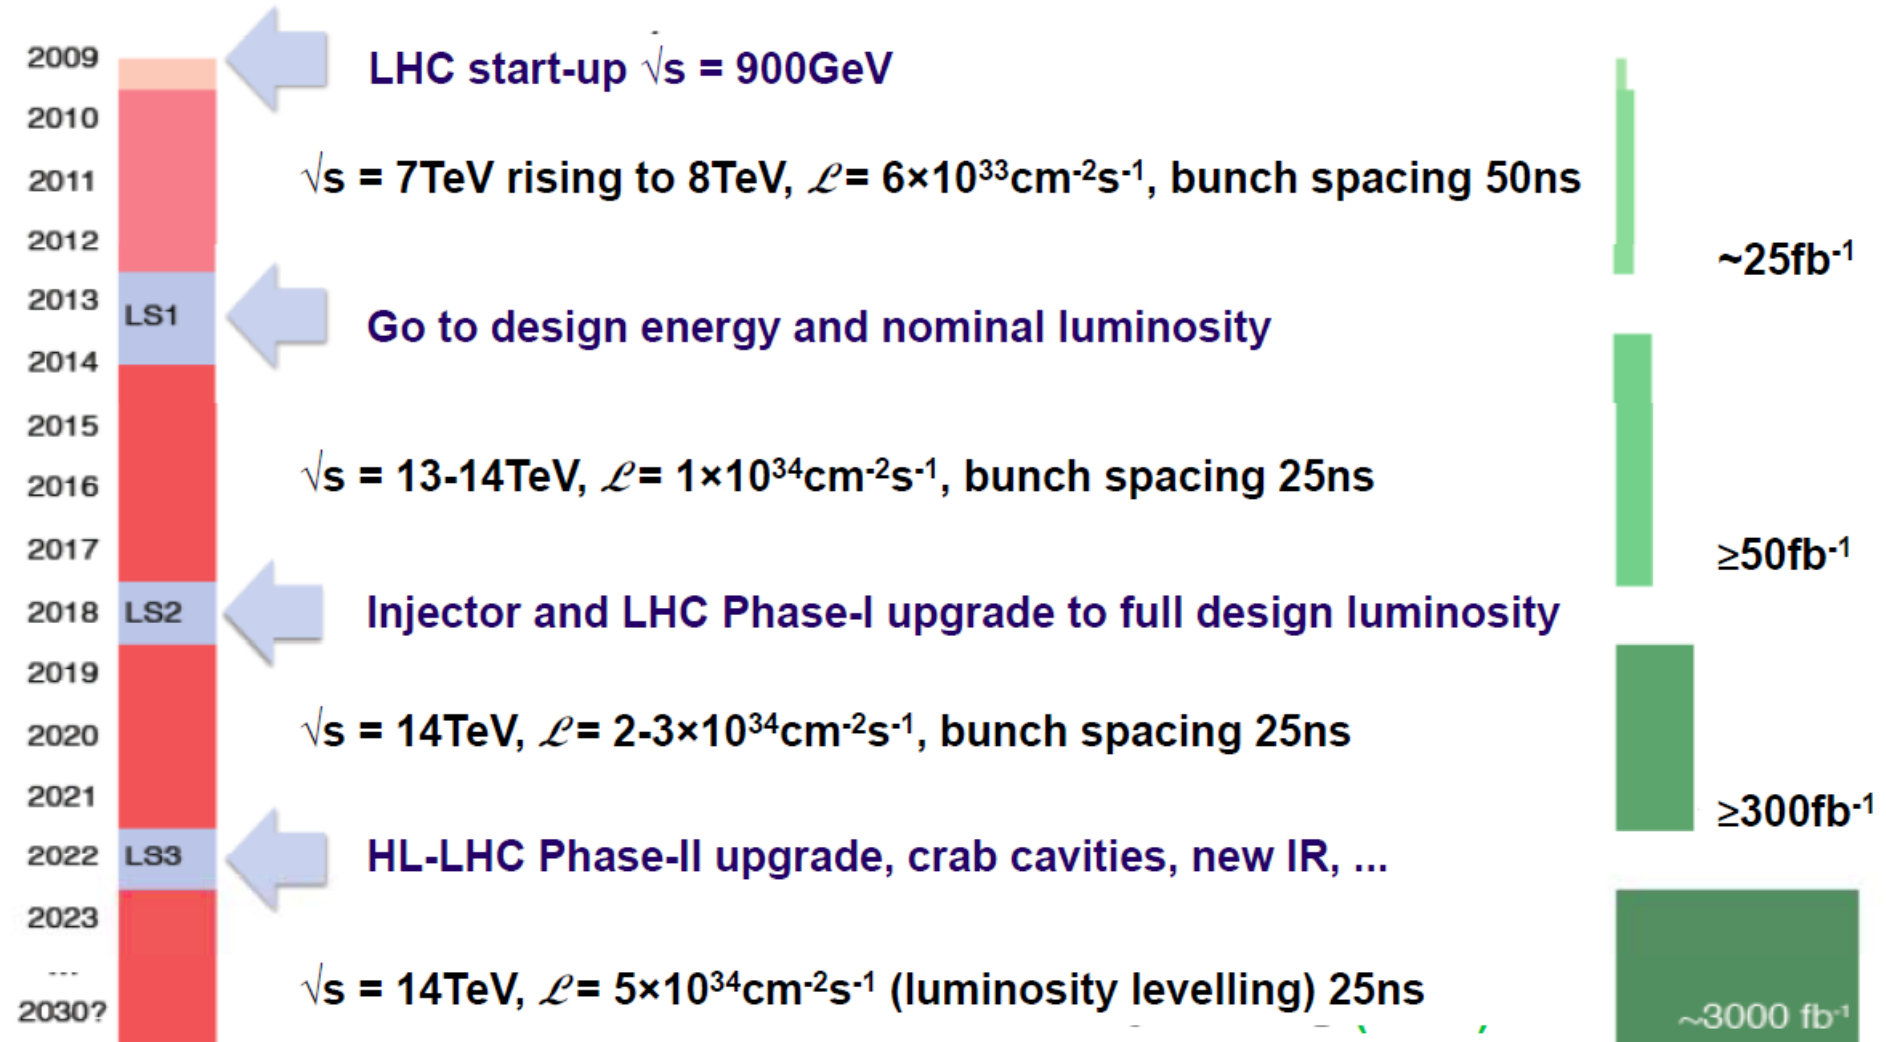 2009
LHC start-up √s = 900GeV
2010
√s = 7TeV rising to 8TeV, ℒ= 6×10³³cm⁻²s⁻¹, bunch spacing 50ns
2011
2012
~25fb⁻¹
2013
LS1
Go to design energy and nominal luminosity
2014
2015
√s = 13-14TeV, ℒ= 1×10³⁴cm⁻²s⁻¹, bunch spacing 25ns
2016
2017
≥50fb⁻¹
2018
LS2
Injector and LHC Phase-I upgrade to full design luminosity
2019
√s = 14TeV, ℒ= 2-3×10³⁴cm⁻²s⁻¹, bunch spacing 25ns
2020
2021
≥300fb⁻¹
2022
LS3
HL-LHC Phase-II upgrade, crab cavities, new IR, ...
2023
...
√s = 14TeV, ℒ= 5×10³⁴cm⁻²s⁻¹ (luminosity levelling) 25ns
2030?
~3000 fb⁻¹